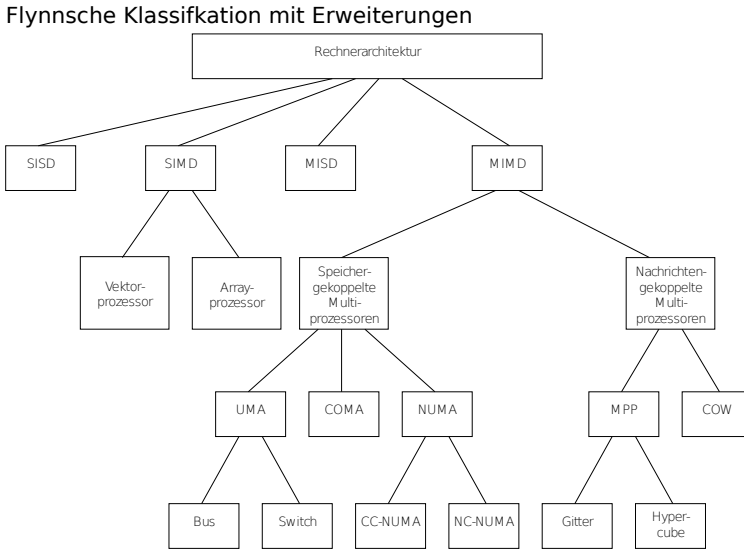 Flynnsche Klassifkation mit Erweiterungen
Rechnerarchitektur
SISD
SIMD
MISD
MIMD
Vektor-
prozessor
Array-
prozessor
Speicher-
gekoppelte
Multi-
prozessoren
Nachrichten-
gekoppelte
Multi-
prozessoren
UMA
COMA
NUMA
MPP
COW
Bus
Switch
CC-NUMA
NC-NUMA
Gitter
Hyper-
cube